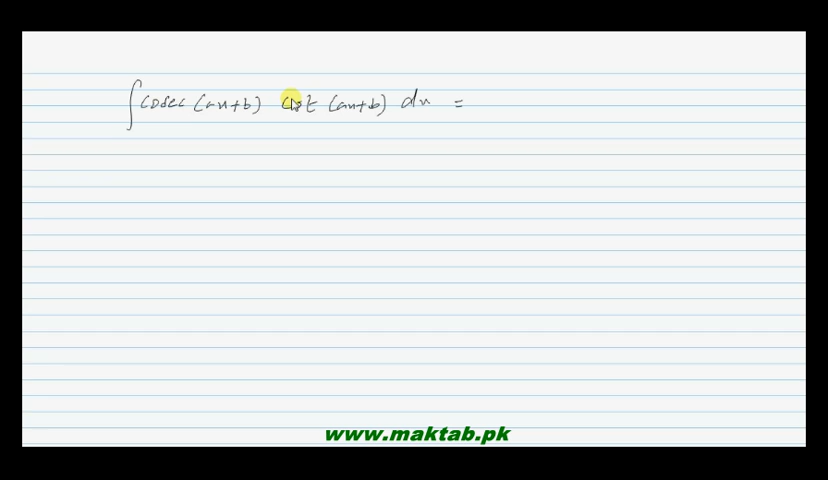 ∫ cosec (ax+b) cot (ax+b) dx =
www.maktab.pk